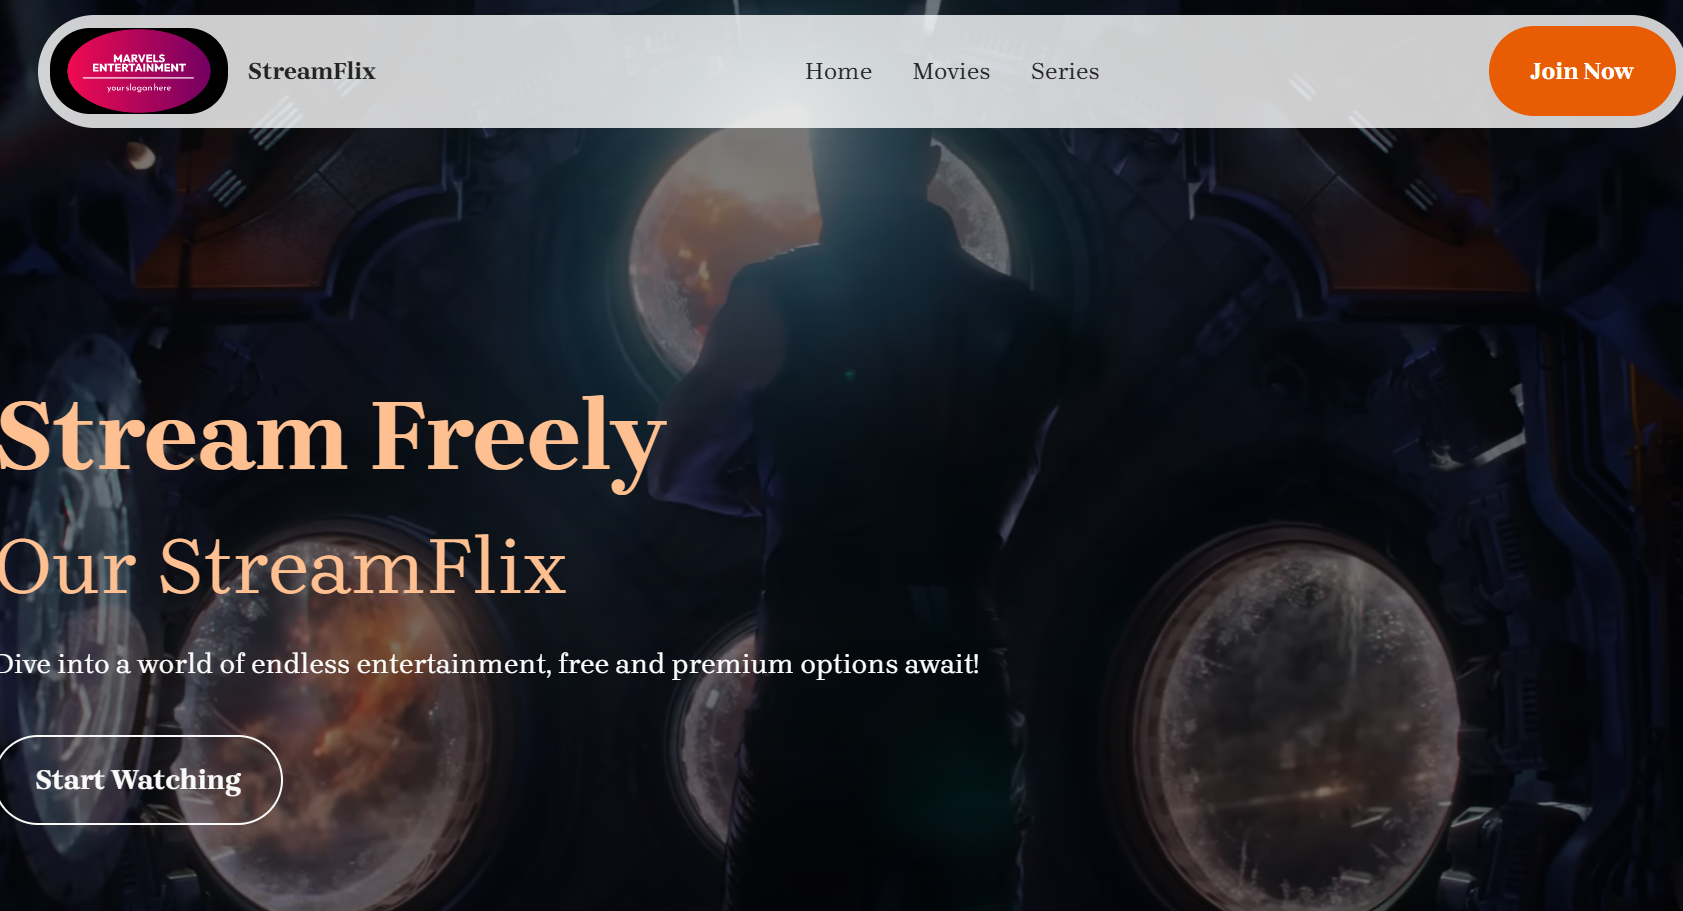 MARVELS
ENTERTAINMENT
your slogan here
StreamFlix
Home Movies Series
Join Now
Stream Freely
Our StreamFlix
Dive into a world of endless entertainment, free and premium options await!
Start Watching